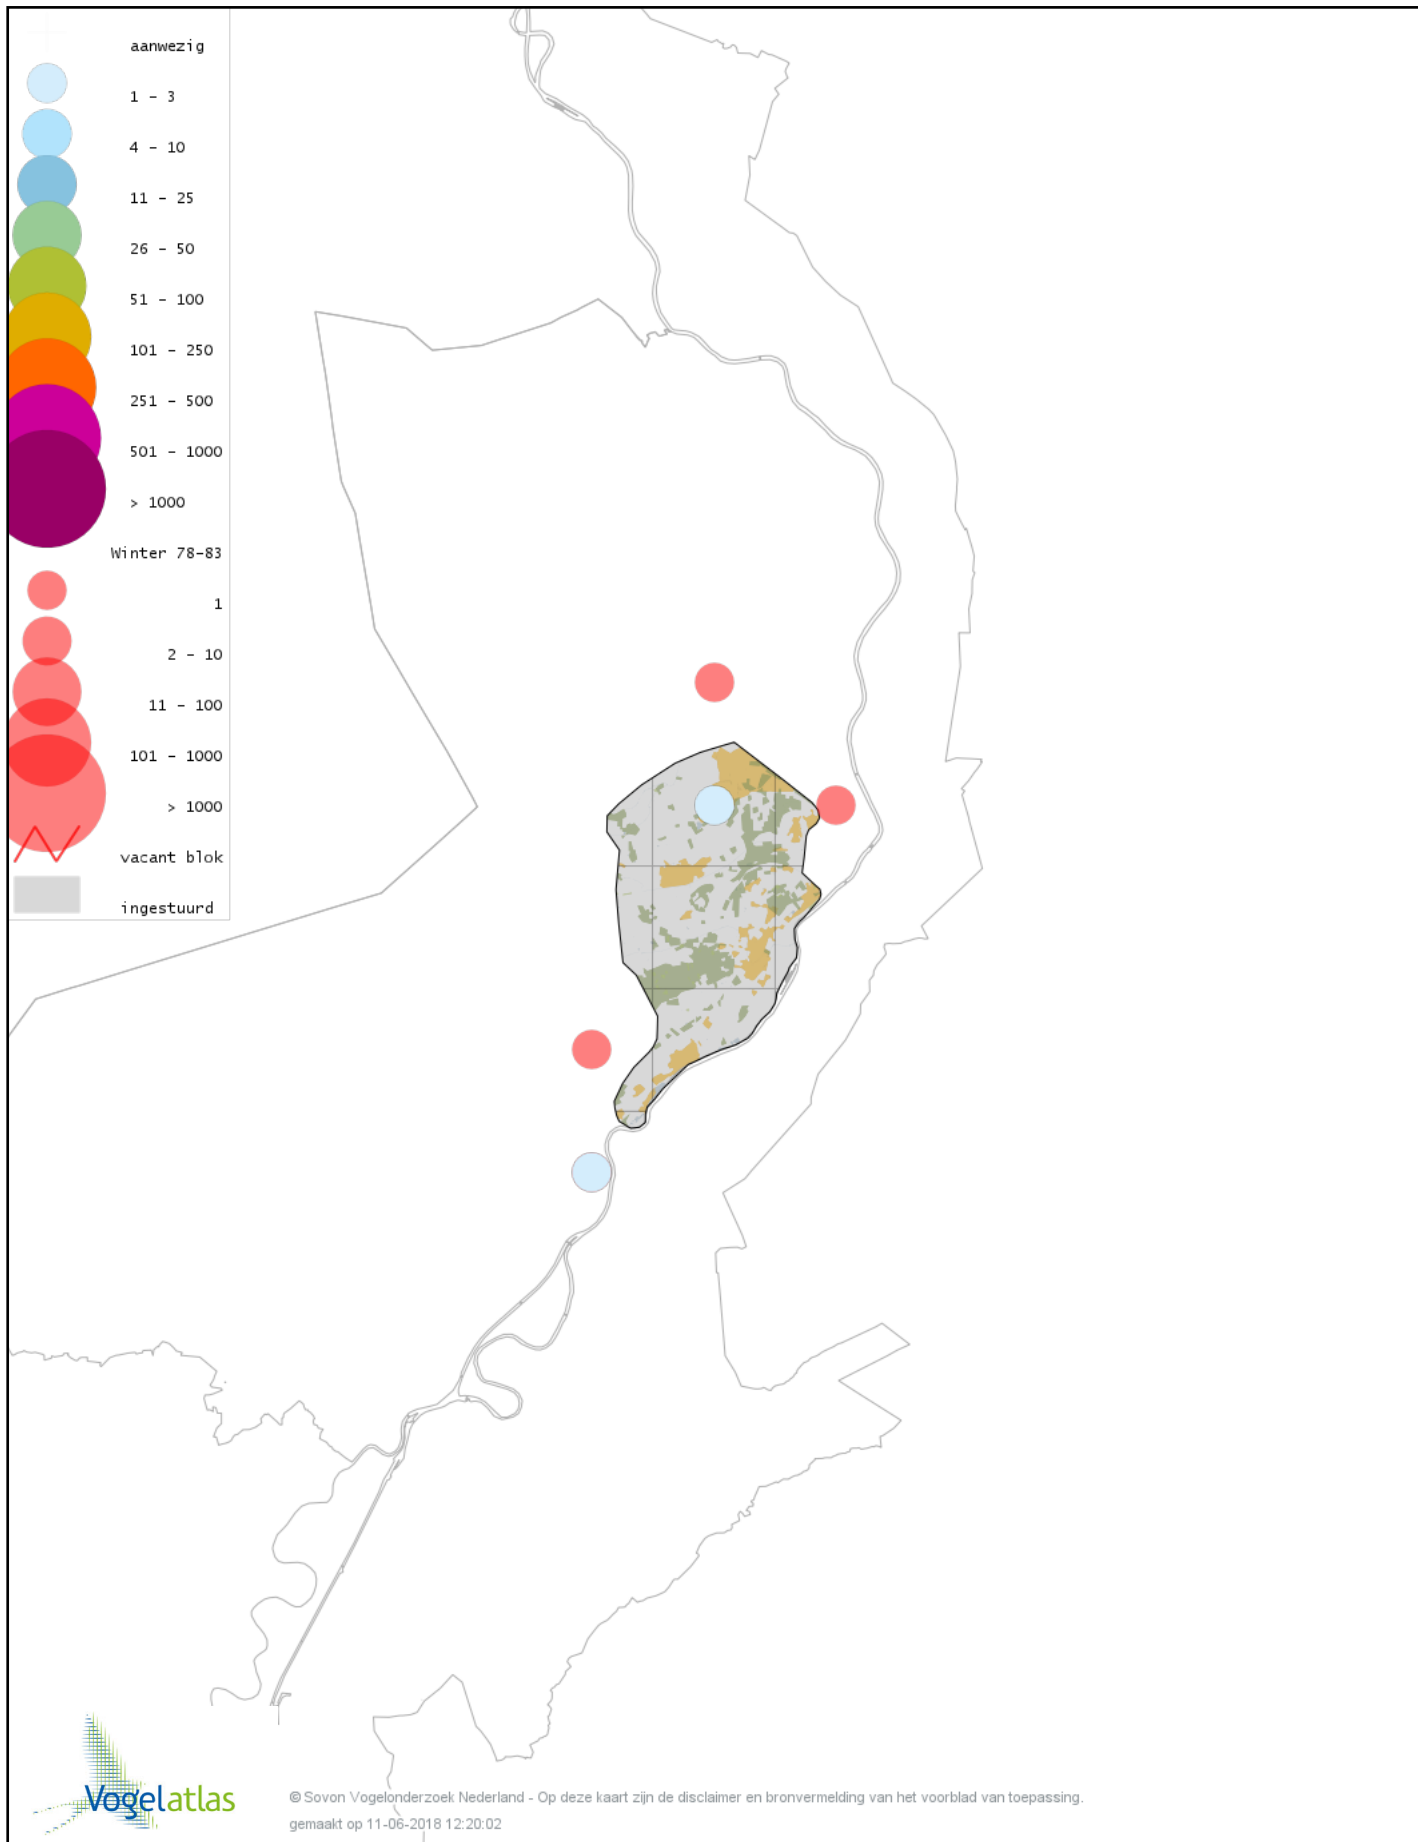 aanwezig
1 - 3
4 - 10
11 - 25
26 - 50
51 - 100
101 - 250
251 - 500
501 - 1000
> 1000
Winter 78-83
1
2 - 10
11 - 100
101 - 1000
> 1000
vacant blok
ingestuurd
Vogelatlas
© Sovon Vogelonderzoek Nederland - Op deze kaart zijn de disclaimer en bronvermelding van het voorblad van toepassing.
gemaakt op 11-06-2018 12:20:02